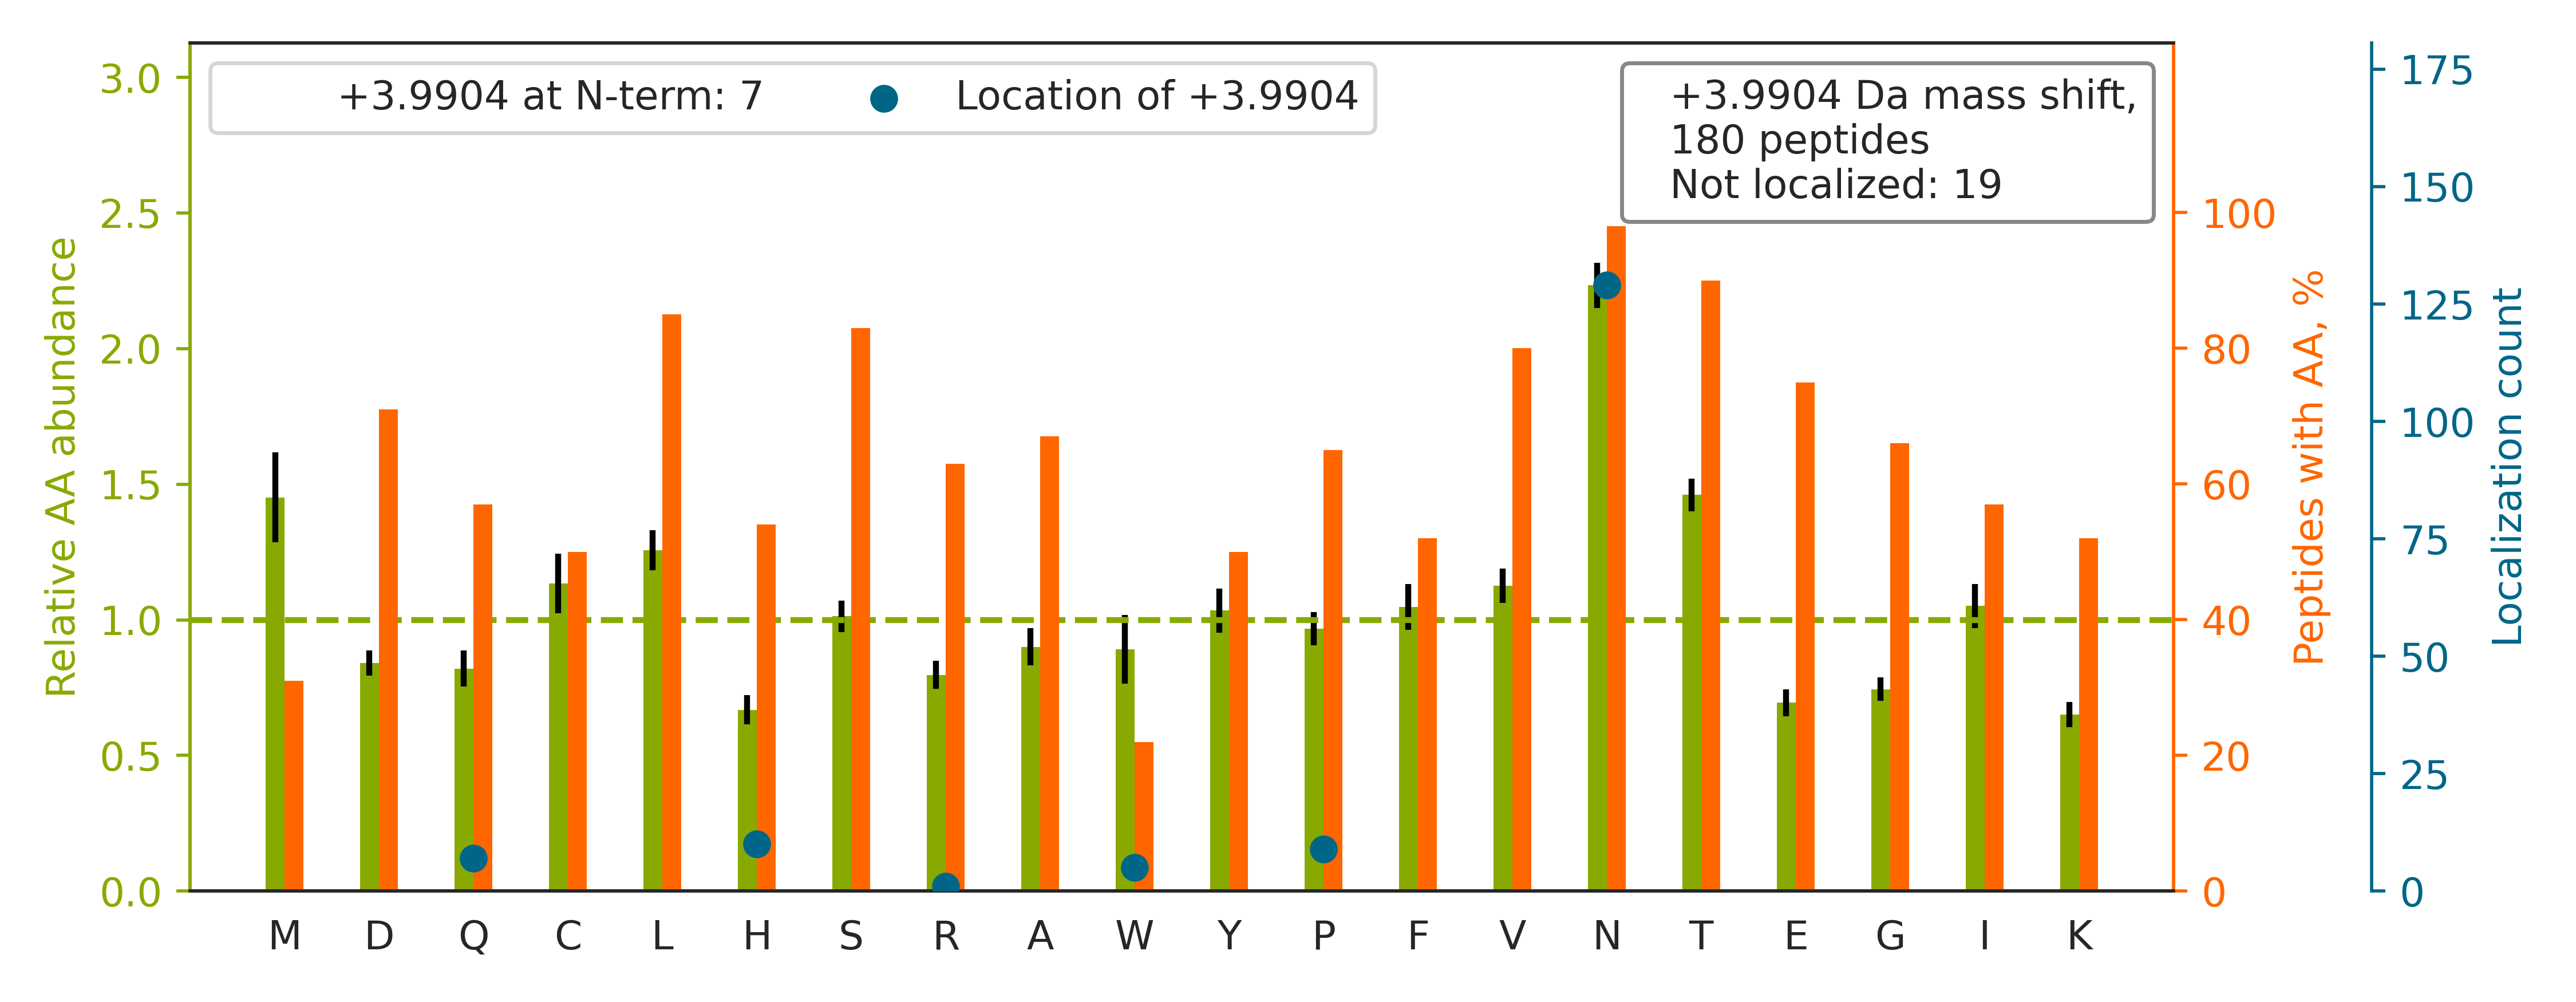 +3.9904 at N-term: 7
Location of +3.9904
+3.9904 Da mass shift,
180 peptides
Not localized: 19
Relative AA abundance
3.0
2.5
2.0
1.5
1.0
0.5
0.0
Peptides with AA, %
100
80
60
40
20
0
Localization count
175
150
125
100
75
50
25
0
M D Q C L H S R A W Y P F V N T E G I K